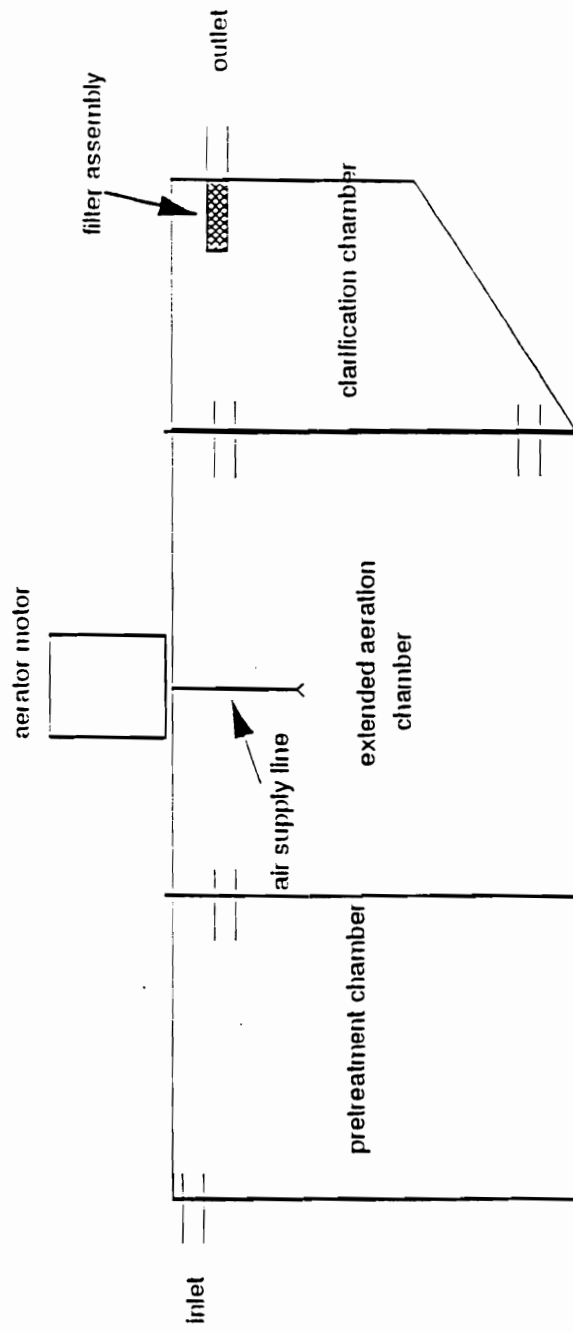 inlet
pretreatment chamber
air supply line
aerator motor
extended aeration
chamber
clarification chamber
filter assembly
outlet